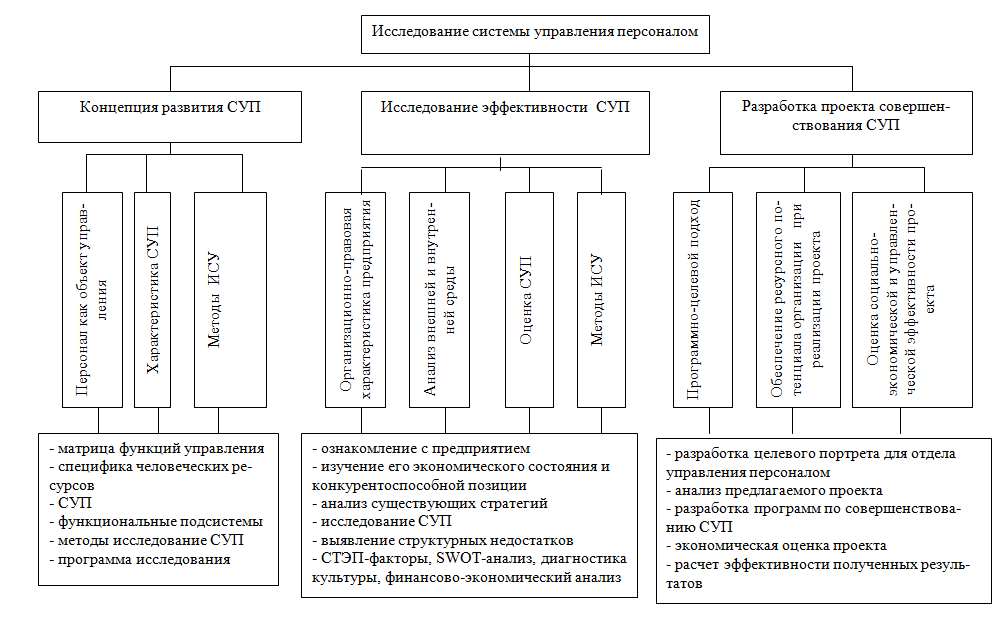 Исследование системы управления персоналом
Концепция развития СУП
Исследование эффективности СУП
Разработка проекта совершен-
ствования СУП
Персонал как объект управ-
ления
Характеристика СУП
Методы ИСУ
Организационно-правовая
характеристика предприятия
Анализ внешней и внутрен-
ней среды
Оценка СУП
Методы ИСУ
Программно-целевой подход
Обеспечение ресурсного по-
тенциала организации при
реализации проекта
Оценка социально-
экономической и управлен-
ческой эффективности про-
екта
- матрица функций управления
- специфика человеческих ре-
сурсов
- СУП
- функциональные подсистемы
- методы исследование СУП
- программа исследования
- ознакомление с предприятием
- изучение его экономического состояния и
конкурентоспособной позиции
- анализ существующих стратегий
- исследование СУП
- выявление структурных недостатков
- СТЭП-факторы, SWOT-анализ, диагностика
культуры, финансово-экономический анализ
- разработка целевого портрета для отдела
управления персоналом
- анализ предлагаемого проекта
- разработка программ по совершенствова-
нию СУП
- экономическая оценка проекта
- расчет эффективности полученных резуль-
татов